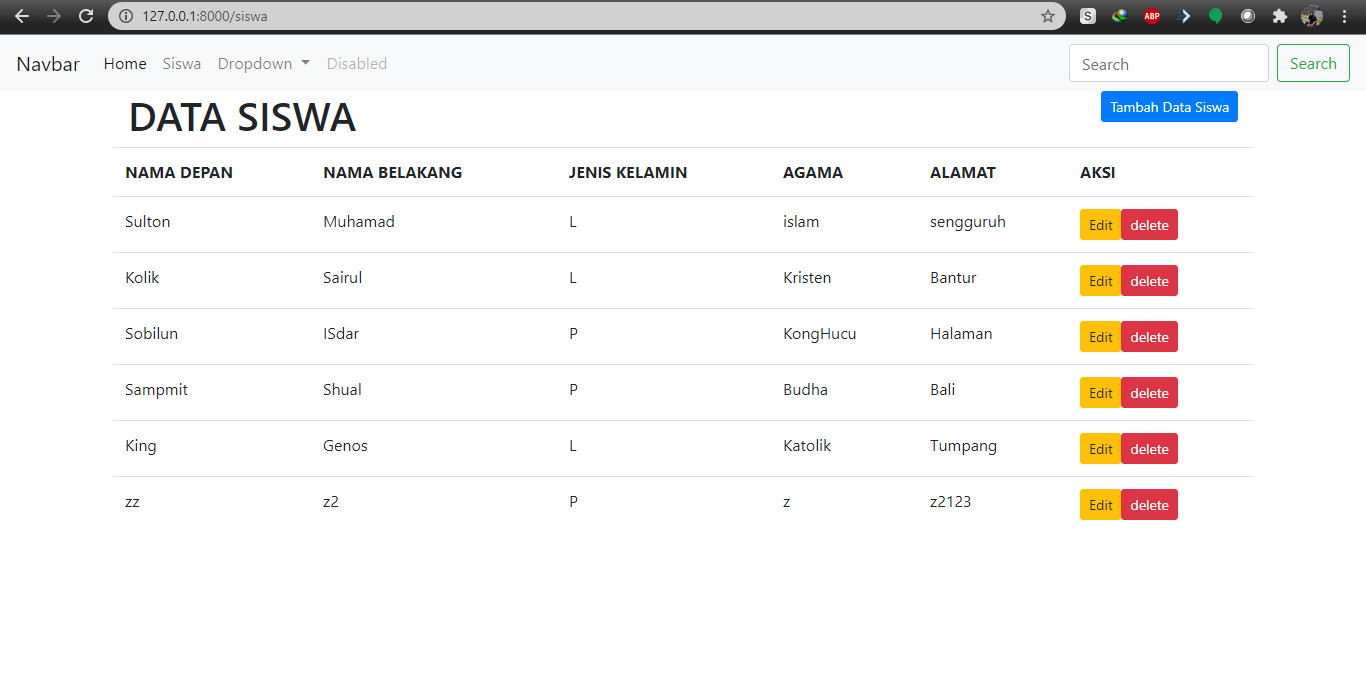 127.0.0.1:8000/siswa
S
ABP
Navbar Home Siswa Dropdown Disabled Search Search
DATA SISWA Tambah Data Siswa
NAMA DEPAN NAMA BELAKANG JENIS KELAMIN AGAMA ALAMAT AKSI
Sulton Muhamad L islam sengguruh Edit delete
Kolik Sairul L Kristen Bantur Edit delete
Sobilun ISdar P KongHucu Halaman Edit delete
Sampmit Shual P Budha Bali Edit delete
King Genos L Katolik Tumpang Edit delete
zz z2 P z z2123 Edit delete